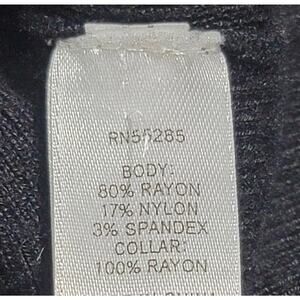 RN55285
BODY:
80% RAYON
17% NYLON
3% SPANDEX
COLLAR:
100% RAYON